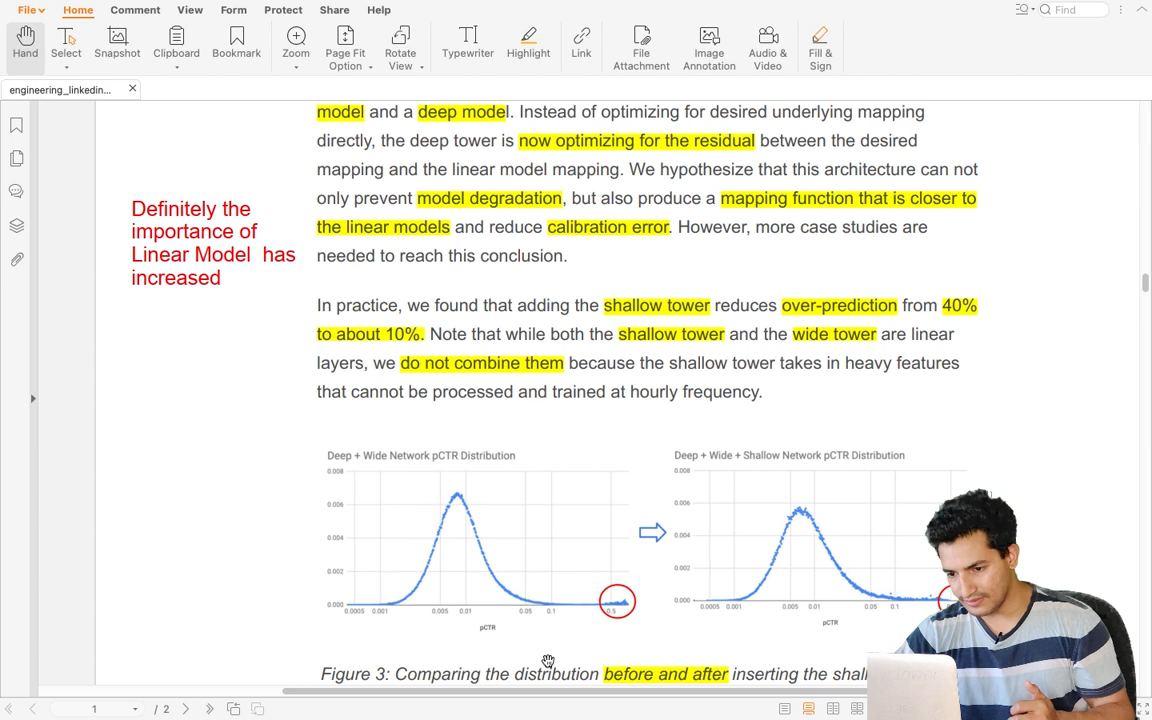 File Home Comment View Form Protect Share Help Find
Hand Select Snapshot Clipboard Bookmark Zoom Page Fit Option Rotate View Typewriter Highlight Link File Attachment Image Annotation Audio & Video Fill & Sign
engineering_linkedin...
model and a deep model. Instead of optimizing for desired underlying mapping
directly, the deep tower is now optimizing for the residual between the desired
mapping and the linear model mapping. We hypothesize that this architecture can not
only prevent model degradation, but also produce a mapping function that is closer to
the linear models and reduce calibration error. However, more case studies are
needed to reach this conclusion.
Definitely the
importance of
Linear Model has
increased
In practice, we found that adding the shallow tower reduces over-prediction from 40%
to about 10%. Note that while both the shallow tower and the wide tower are linear
layers, we do not combine them because the shallow tower takes in heavy features
that cannot be processed and trained at hourly frequency.
Deep + Wide Network pCTR Distribution
0.008
0.006
0.004
0.002
0.000
0.0005 0.001 0.005 0.01 0.05 0.1 0.5
pCTR
Deep + Wide + Shallow Network pCTR Distribution
0.008
0.006
0.004
0.002
0.000
0.0005 0.001 0.005 0.01 0.05 0.1
pCTR
Figure 3: Comparing the distribution before and after inserting the
1 / 2